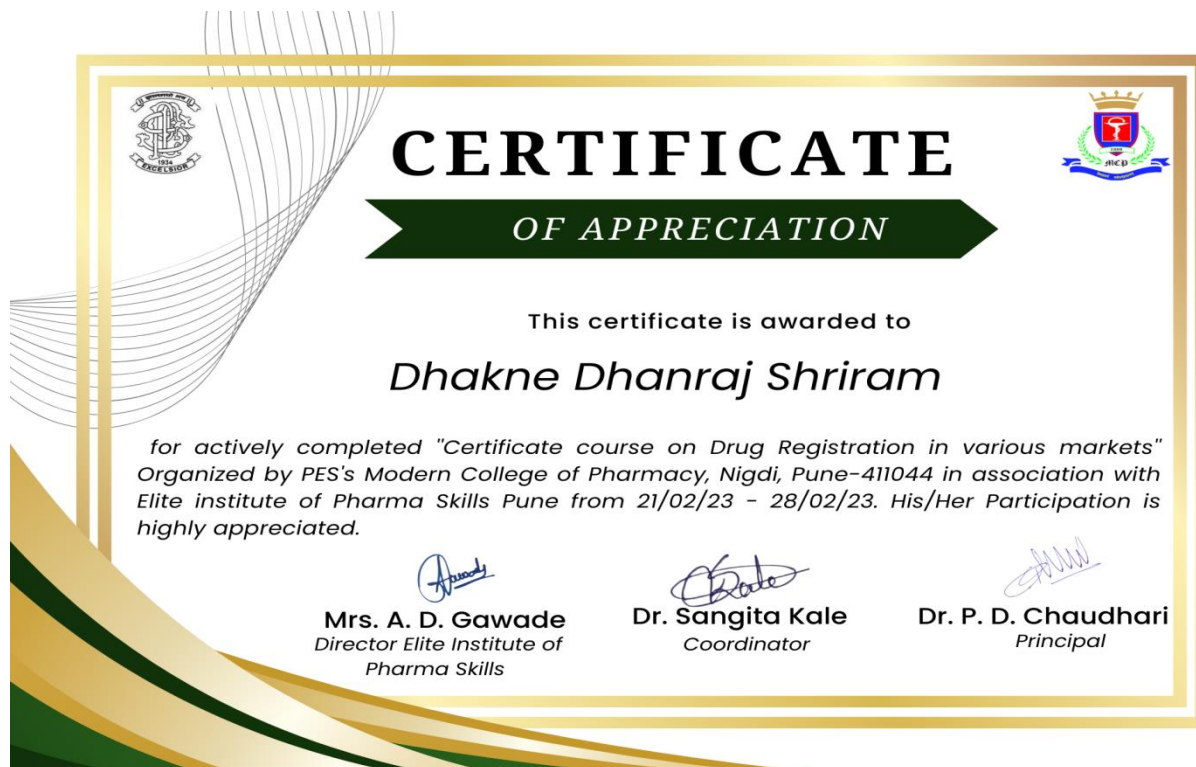 1934
EXCELSIOR
MCP
CERTIFICATE
OF APPRECIATION
This certificate is awarded to
Dhakne Dhanraj Shriram
for actively completed "Certificate course on Drug Registration in various markets"
Organized by PES's Modern College of Pharmacy, Nigdi, Pune-411044 in association with
Elite institute of Pharma Skills Pune from 21/02/23 - 28/02/23. His/Her Participation is
highly appreciated.
Mrs. A. D. Gawade
Director Elite Institute of
Pharma Skills
Dr. Sangita Kale
Coordinator
Dr. P. D. Chaudhari
Principal